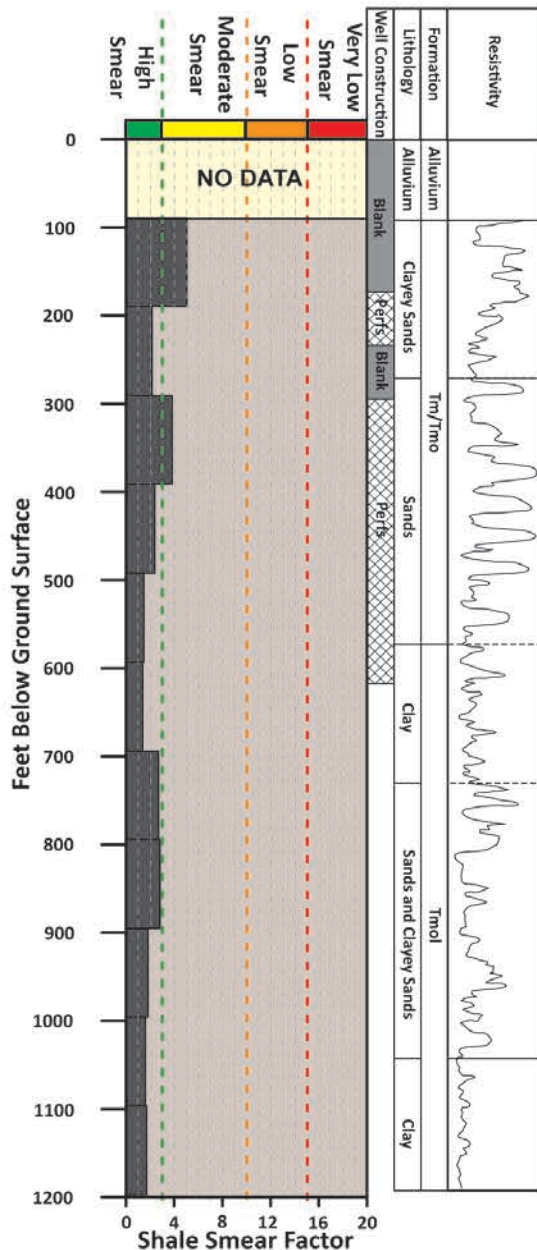 High
Smear
Moderate
Smear
Low
Smear
Very Low
Smear
Well Construction
Lithology
Formation
Resistivity
NO DATA
Blank
Perfs
Blank
Perfs
Alluvium
Clayey Sands
Sands
Clay
Sands and Clayey Sands
Clay
Alluvium
Tm/Tmo
Tmol
Feet Below Ground Surface
0
100
200
300
400
500
600
700
800
900
1000
1100
1200
0 4 8 12 16 20
Shale Smear Factor